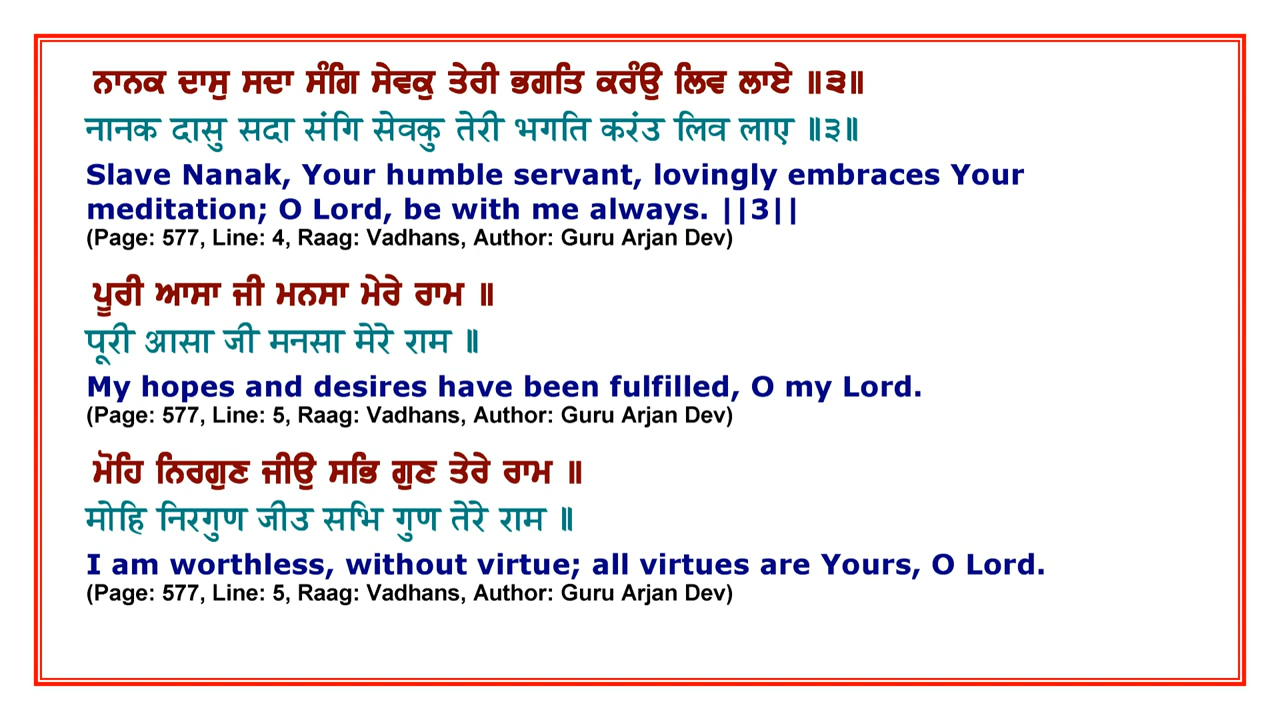 ਨਾਨਕ ਦਾਸੁ ਸਦਾ ਸੰਗਿ ਸੇਵਕੁ ਤੇਰੀ ਭਗਤਿ ਕਰੰਉ ਲਿਵ ਲਾਏ ॥੩॥
नानक दासु सदा संगि सेवकु तेरी भगति करंउ लिव लाए ॥३॥
Slave Nanak, Your humble servant, lovingly embraces Your
meditation; O Lord, be with me always. ||3||
(Page: 577, Line: 4, Raag: Vadhans, Author: Guru Arjan Dev)
ਪੂਰੀ ਆਸਾ ਜੀ ਮਨਸਾ ਮੇਰੇ ਰਾਮ ॥
पूरी आसा जी मनसा मेरे राम ॥
My hopes and desires have been fulfilled, O my Lord.
(Page: 577, Line: 5, Raag: Vadhans, Author: Guru Arjan Dev)
ਮੋਹਿ ਨਿਰਗੁਣ ਜੀਉ ਸਭਿ ਗੁਣ ਤੇਰੇ ਰਾਮ ॥
मोहि निरगुण जीउ सभि गुण तेरे राम ॥
I am worthless, without virtue; all virtues are Yours, O Lord.
(Page: 577, Line: 5, Raag: Vadhans, Author: Guru Arjan Dev)